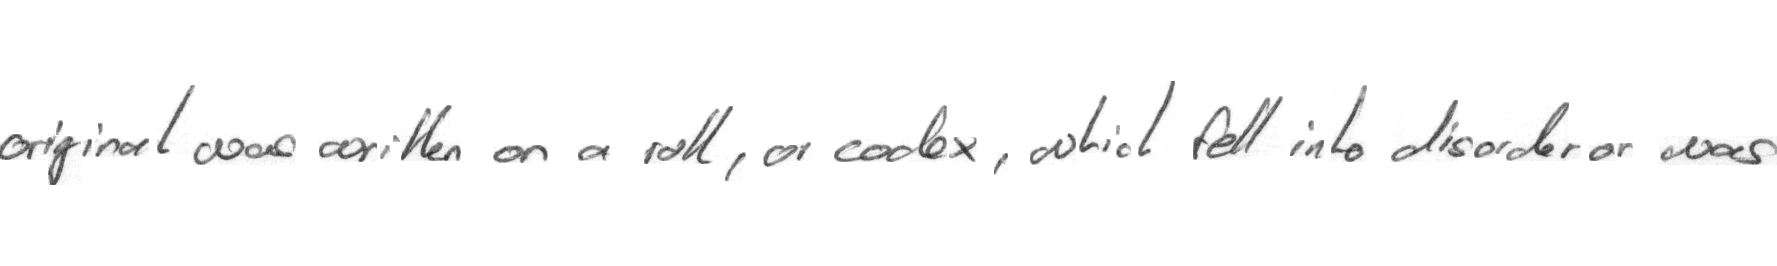 original was written on a roll, or codex, which fell into disorder or was